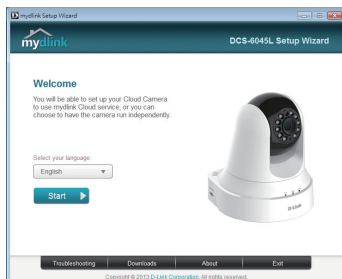 mydlink Setup Wizard
mydlink
DCS-6045L Setup Wizard
Welcome
You will be able to set up your Cloud Camera
to use mydlink Cloud service, or you can
choose to have the camera run independently.
Select your language:
English
Start
D-Link
Troubleshooting Downloads About Exit
Copyright © 2013 D-Link Corporation. All rights reserved.